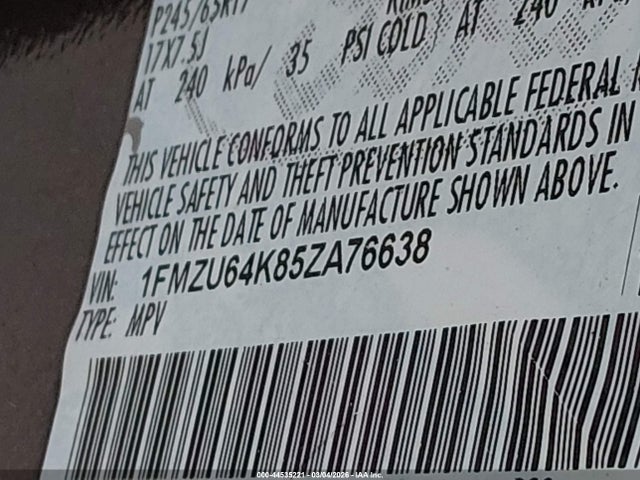 P245/65R17
17X7.5J
AT 240 kPa/ 35 PSI COLD AT 240
THIS VEHICLE CONFORMS TO ALL APPLICABLE FEDERAL
VEHICLE SAFETY AND THEFT PREVENTION STANDARDS IN
EFFECT ON THE DATE OF MANUFACTURE SHOWN ABOVE.
VIN: 1FMZU64K85ZA76638
TYPE: MPV
000-44535221 - 03/04/2026 - IAA Inc.